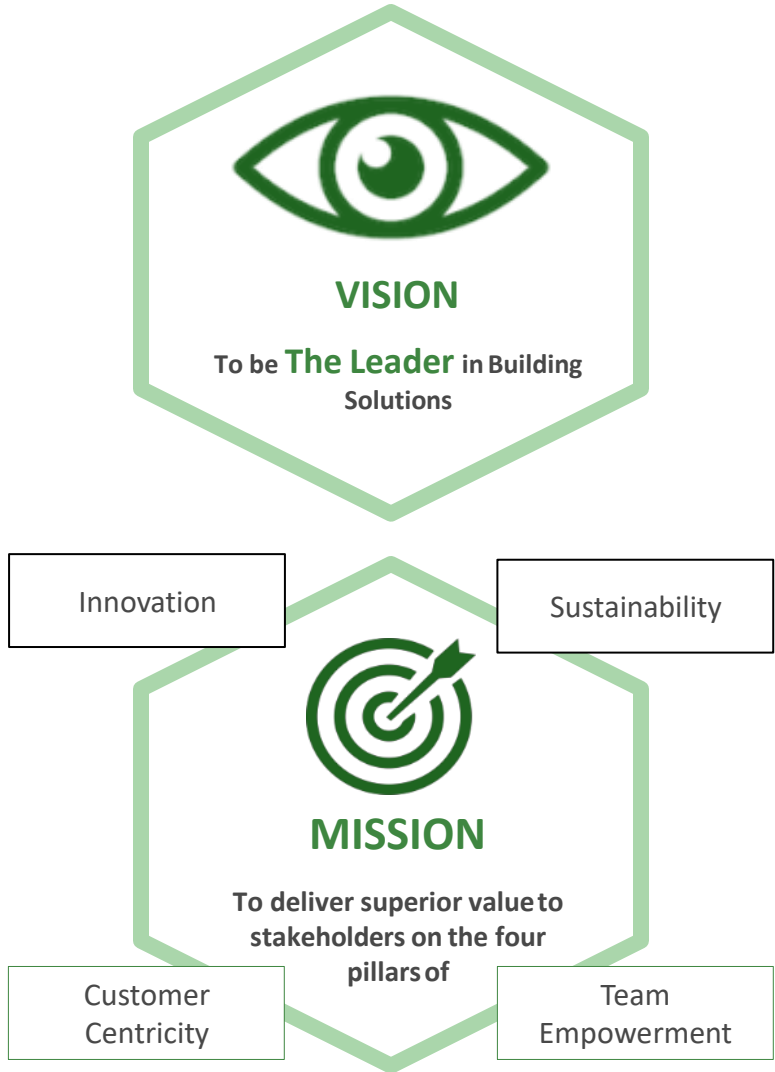 VISION
To be The Leader in Building
Solutions
Innovation
Sustainability
MISSION
To deliver superior value to
stakeholders on the four
pillars of
Customer
Centricity
Team
Empowerment